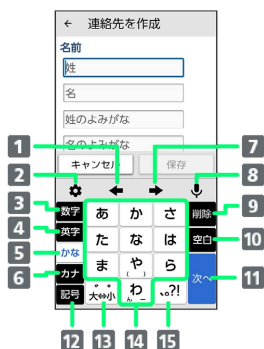 ← 連絡先を作成
名前
姓
名
姓のよみがな
名のよみがな
キャンセル 保存
1 7
2 8
3 数字 あ か さ 削除 9
4 英字 た な は 空白 10
5 かな ま や ( ) ら 次へ 11
6 カナ
記号 大⇔小 わ 、。?!
12 13 14 15